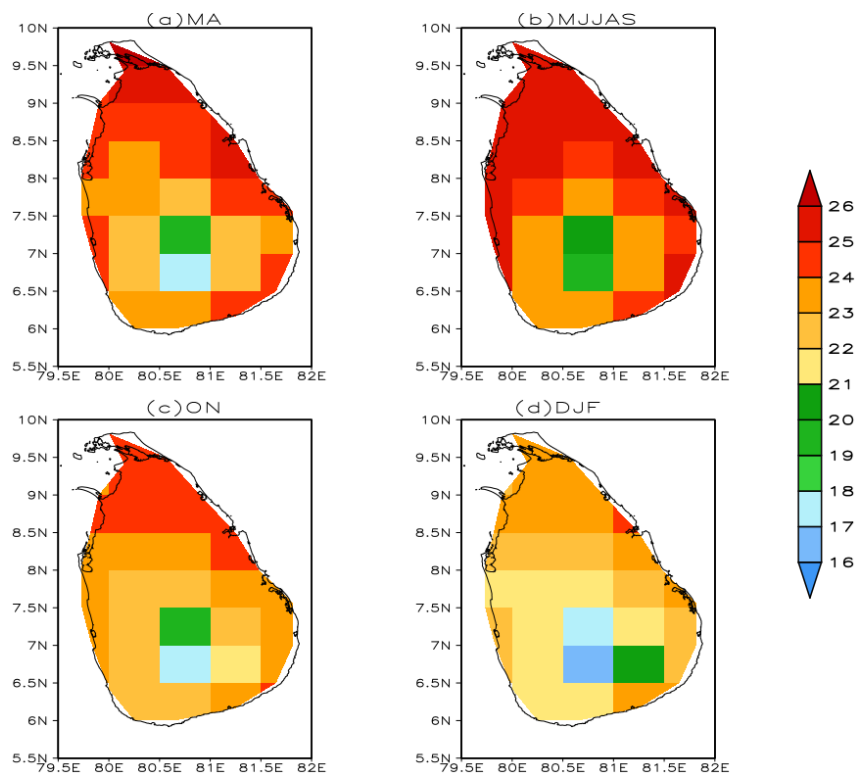 (a)MA
(b)MJJAS
10N
9.5N
9N
8.5N
8N
7.5N
7N
6.5N
6N
5.5N
79.5E 80E 80.5E 81E 81.5E 82E
10N
9.5N
9N
8.5N
8N
7.5N
7N
6.5N
6N
5.5N
79.5E 80E 80.5E 81E 81.5E 82E
(c)ON
(d)DJF
10N
9.5N
9N
8.5N
8N
7.5N
7N
6.5N
6N
5.5N
79.5E 80E 80.5E 81E 81.5E 82E
10N
9.5N
9N
8.5N
8N
7.5N
7N
6.5N
6N
5.5N
79.5E 80E 80.5E 81E 81.5E 82E
26
25
24
23
22
21
20
19
18
17
16